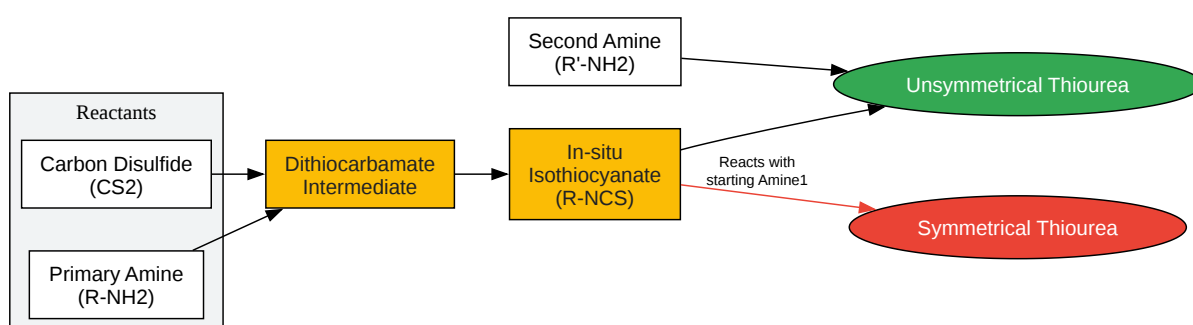 Reactants
Carbon Disulfide
(CS2)
Primary Amine
(R-NH2)
Dithiocarbamate
Intermediate
Second Amine
(R'-NH2)
In-situ
Isothiocyanate
(R-NCS)
Reacts with
starting Amine1
Unsymmetrical Thiourea
Symmetrical Thiourea